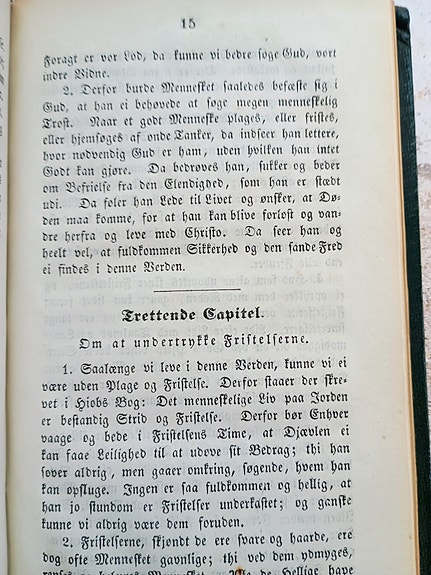 15
Foragt er vor Lod, da kunne vi bedre søge Gud, vort
indre Vidne.
2. Derfor burde Mennesket saaledes befæste sig i
Gud, at han ei behøvede at søge megen menneskelig
Trøst. Naar et godt Menneske plages, eller fristes,
eller hjemsøges af onde Tanker, da indseer han lettere,
hvor nødvendig Gud er ham, uden hvilken han intet
Godt kan gjøre. Da bedrøves han, sukker og beder
om Befrielse fra den Elendighed, som han er stædt
udi. Da føler han Lede til Livet og ønsker, at Dø-
den maa komme, for at han kan blive forløst og van-
dre herfra og leve med Christo. Da seer han og
heelt vel, at fuldkommen Sikkerhed og den sande Fred
ei findes i denne Verden.
Trettende Capitel.
Om at undertrykke Fristelserne.
1. Saalænge vi leve i denne Verden, kunne vi ei
være uden Plage og Fristelse. Derfor staaer der skre-
vet i Hiobs Bog: Det menneskelige Liv paa Jorden
er bestandig Strid og Fristelse. Derfor bør Enhver
vaage og bede i Fristelsens Time, at Djævlen ei
kan faae Leilighed til at udøve sit Bedrag; thi han
sover aldrig, men gaaer omkring, søgende, hvem han
kan opsluge. Ingen er saa fuldkommen og hellig, at
han jo stundom er Fristelser underkastet; og ganske
kunne vi aldrig være dem foruden.
2. Fristelserne, skjøndt de ere svare og haarde, ere
dog ofte Mennesket gavnlige; thi ved dem ydmyges,
renses og Mennesket Alle de Hellige have